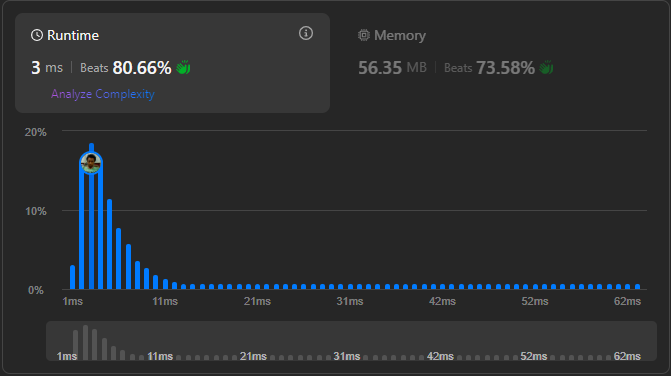 Runtime
Memory
3 ms Beats 80.66%
56.35 MB Beats 73.58%
Analyze Complexity
20%
10%
0%
1ms 11ms 21ms 31ms 42ms 52ms 62ms
1ms 11ms 21ms 31ms 42ms 52ms 62ms